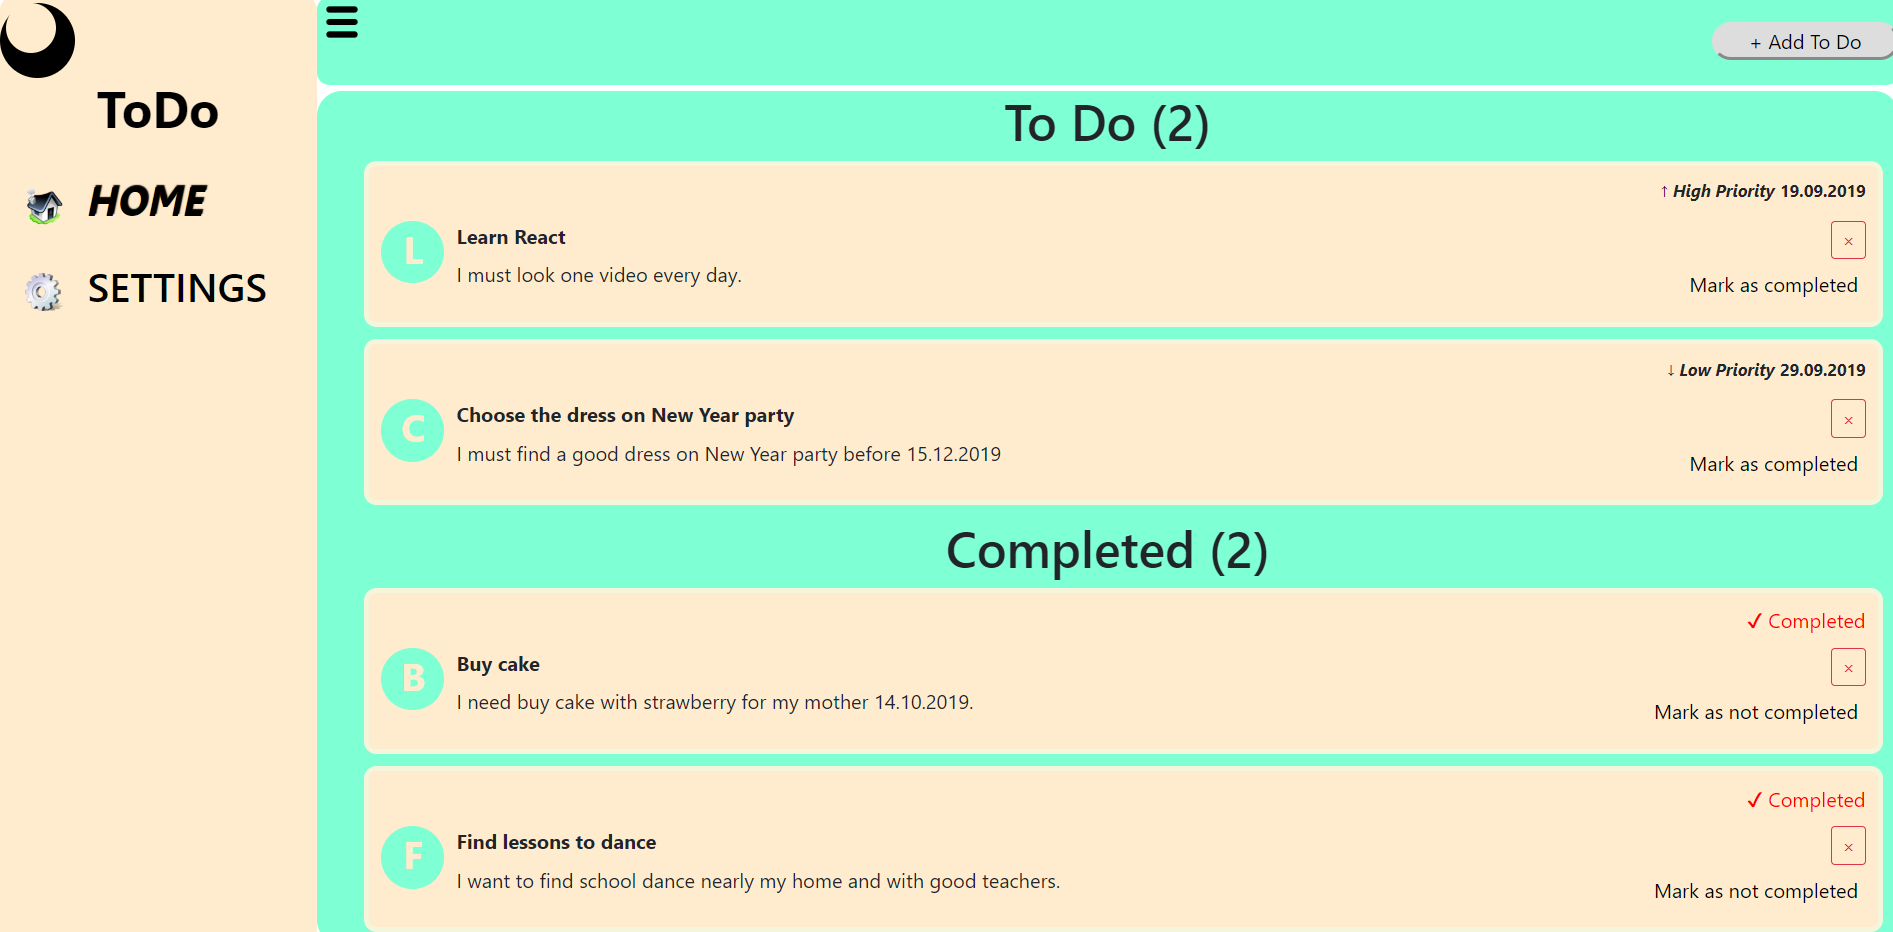 ToDo
HOME
SETTINGS
+ Add To Do
To Do (2)
↑ High Priority 19.09.2019
L
Learn React
×
I must look one video every day.
Mark as completed
↓ Low Priority 29.09.2019
C
Choose the dress on New Year party
×
I must find a good dress on New Year party before 15.12.2019
Mark as completed
Completed (2)
✓ Completed
B
Buy cake
×
I need buy cake with strawberry for my mother 14.10.2019.
Mark as not completed
✓ Completed
F
Find lessons to dance
×
I want to find school dance nearly my home and with good teachers.
Mark as not completed